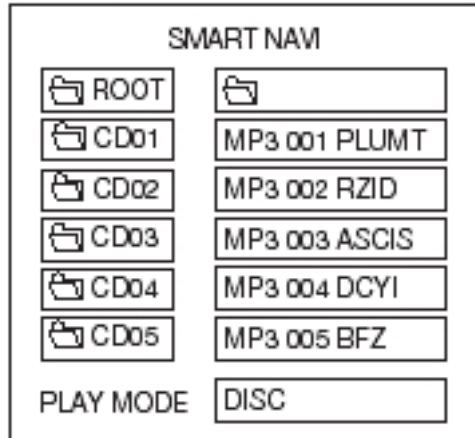 SMART NAVI
ROOT
CD01 MP3 001 PLUMT
CD02 MP3 002 RZID
CD03 MP3 003 ASCIS
CD04 MP3 004 DCYI
CD05 MP3 005 BFZ
PLAY MODE DISC